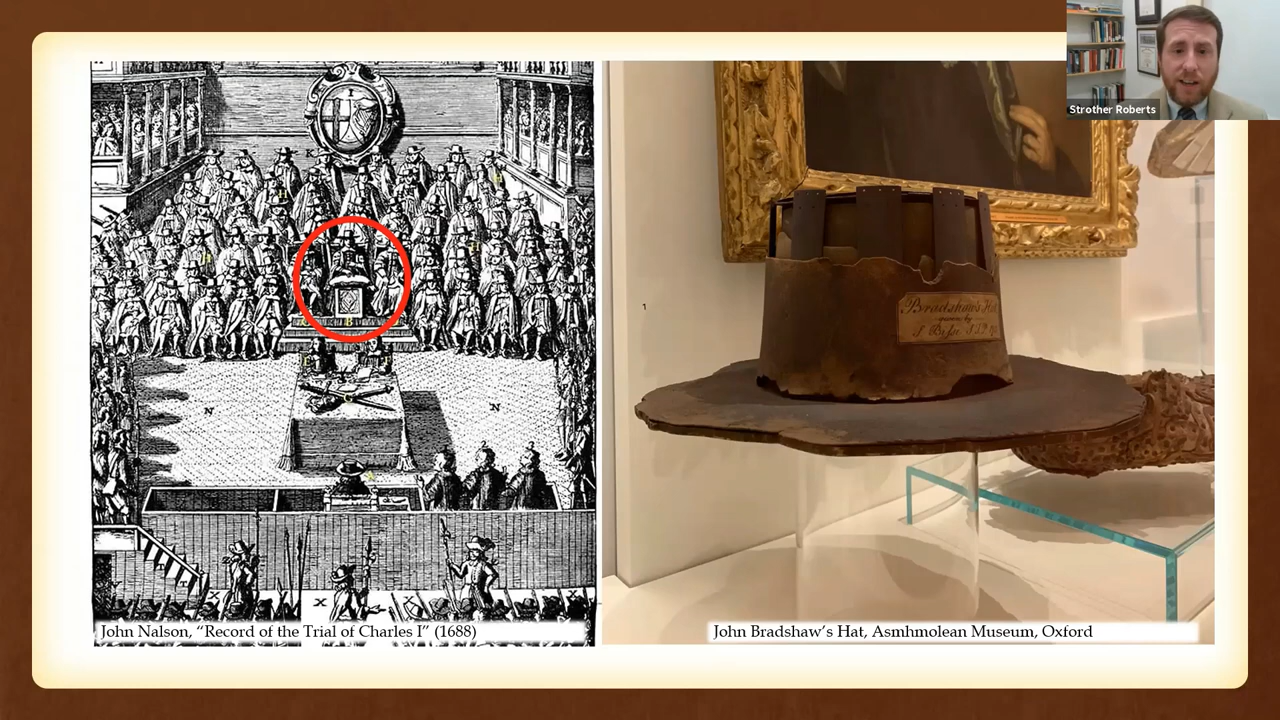 Strother Roberts
Bradshaw's Hat
N
N
X
X
B
John Nalson, “Record of the Trial of Charles I” (1688)
John Bradshaw’s Hat, Asmhmolean Museum, Oxford